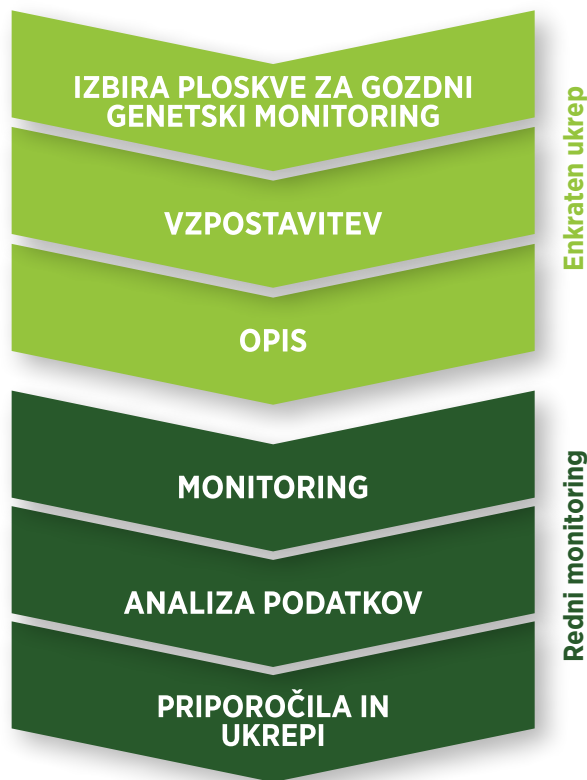 IZBIRA PLOSKVE ZA GOZDNI
GENETSKI MONITORING
VZPOSTAVITEV
OPIS
Enkraten ukrep
MONITORING
ANALIZA PODATKOV
PRIPOROČILA IN
UKREPI
Redni monitoring